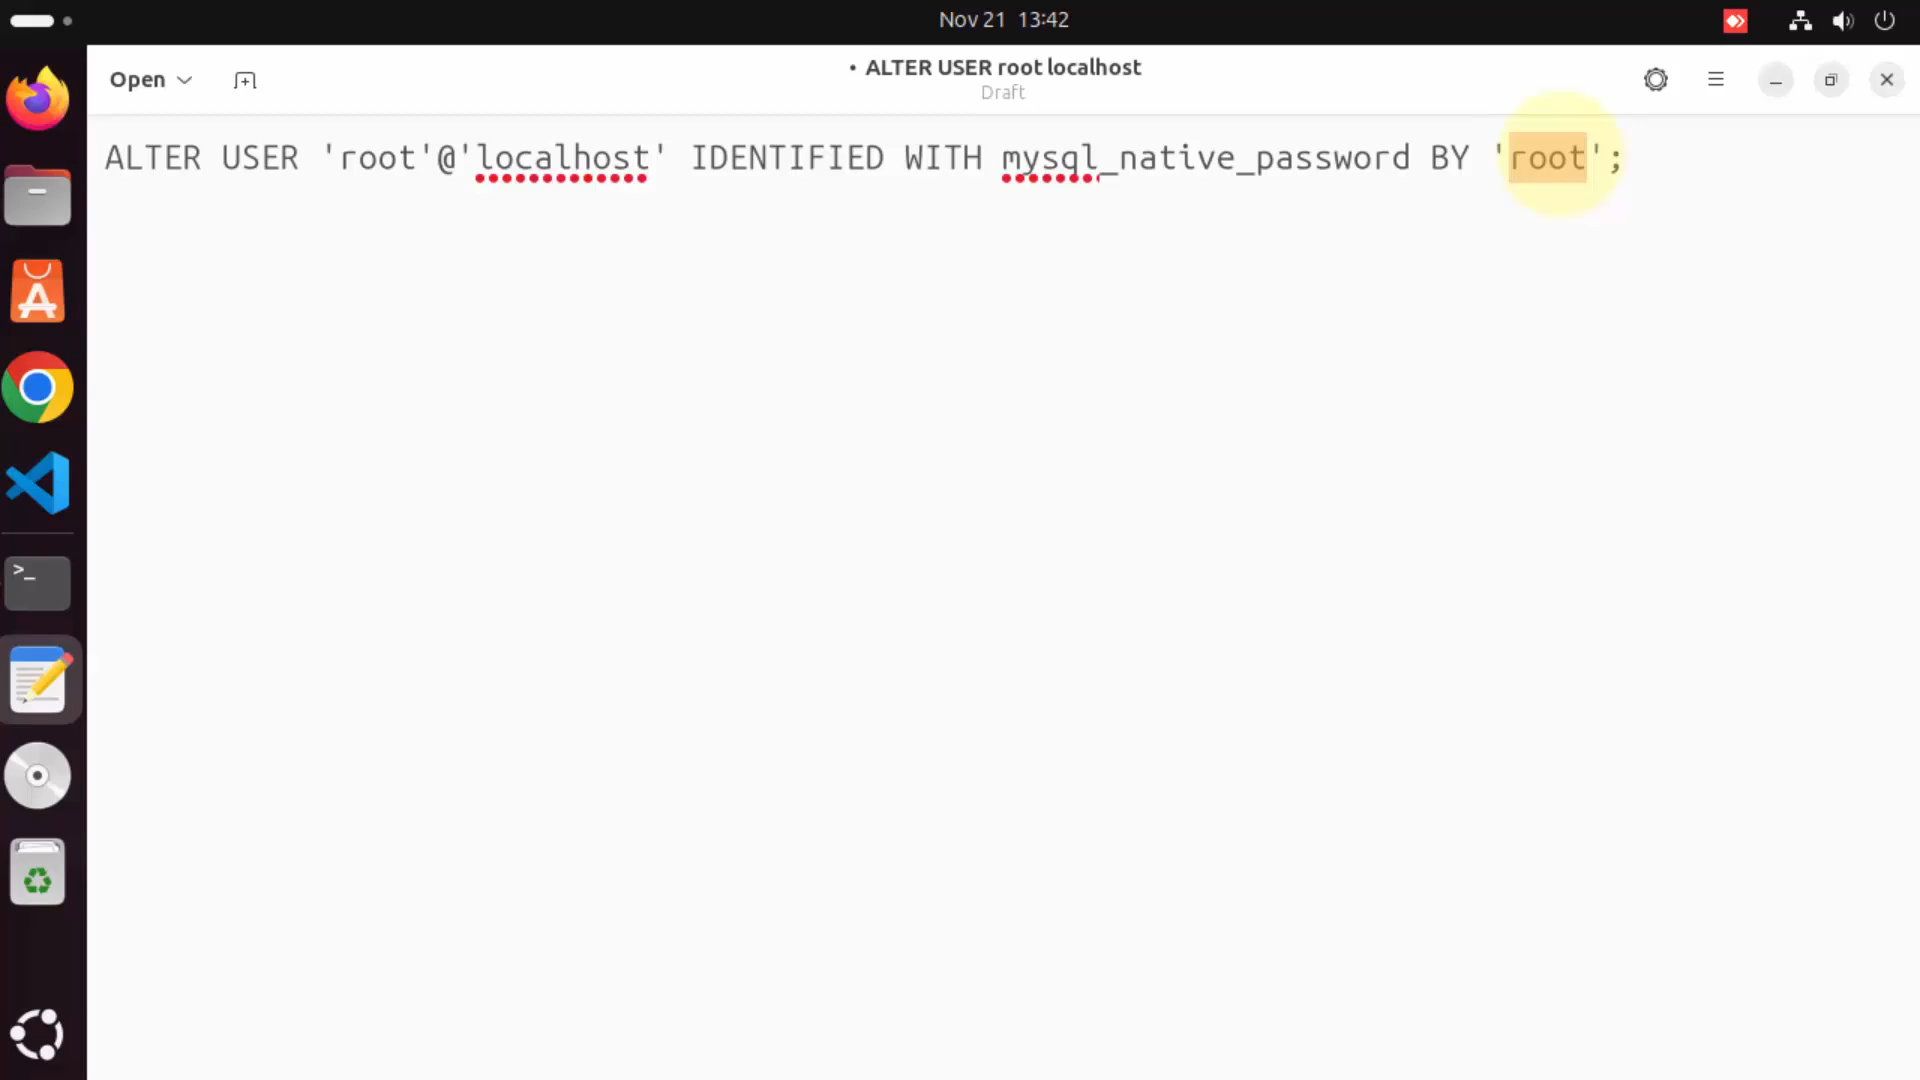 Nov 21 13:42
Open
• ALTER USER root localhost
Draft
ALTER USER 'root'@'localhost' IDENTIFIED WITH mysql_native_password BY 'root';